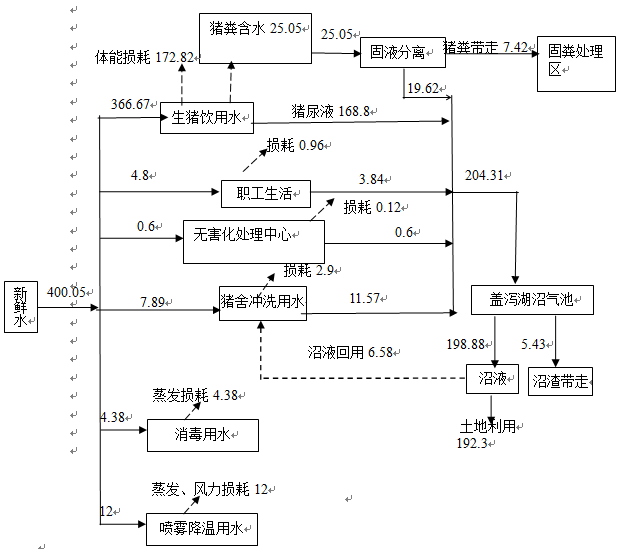 猪粪含水 25.05
25.05
固液分离
猪粪带走 7.42
固粪处理
区
体能损耗 172.82
19.62
366.67
生猪饮用水
猪尿液 168.8
损耗 0.96
4.8
职工生活
3.84
204.31
损耗 0.12
0.6
无害化处理中心
0.6
新
鲜
水
400.05
损耗 2.9
7.89
猪舍冲洗用水
11.57
盖泻湖沼气池
198.88
5.43
沼液回用 6.58
沼液
沼渣带走
蒸发损耗 4.38
4.38
消毒用水
土地利用
192.3
蒸发、风力损耗 12
12
喷雾降温用水